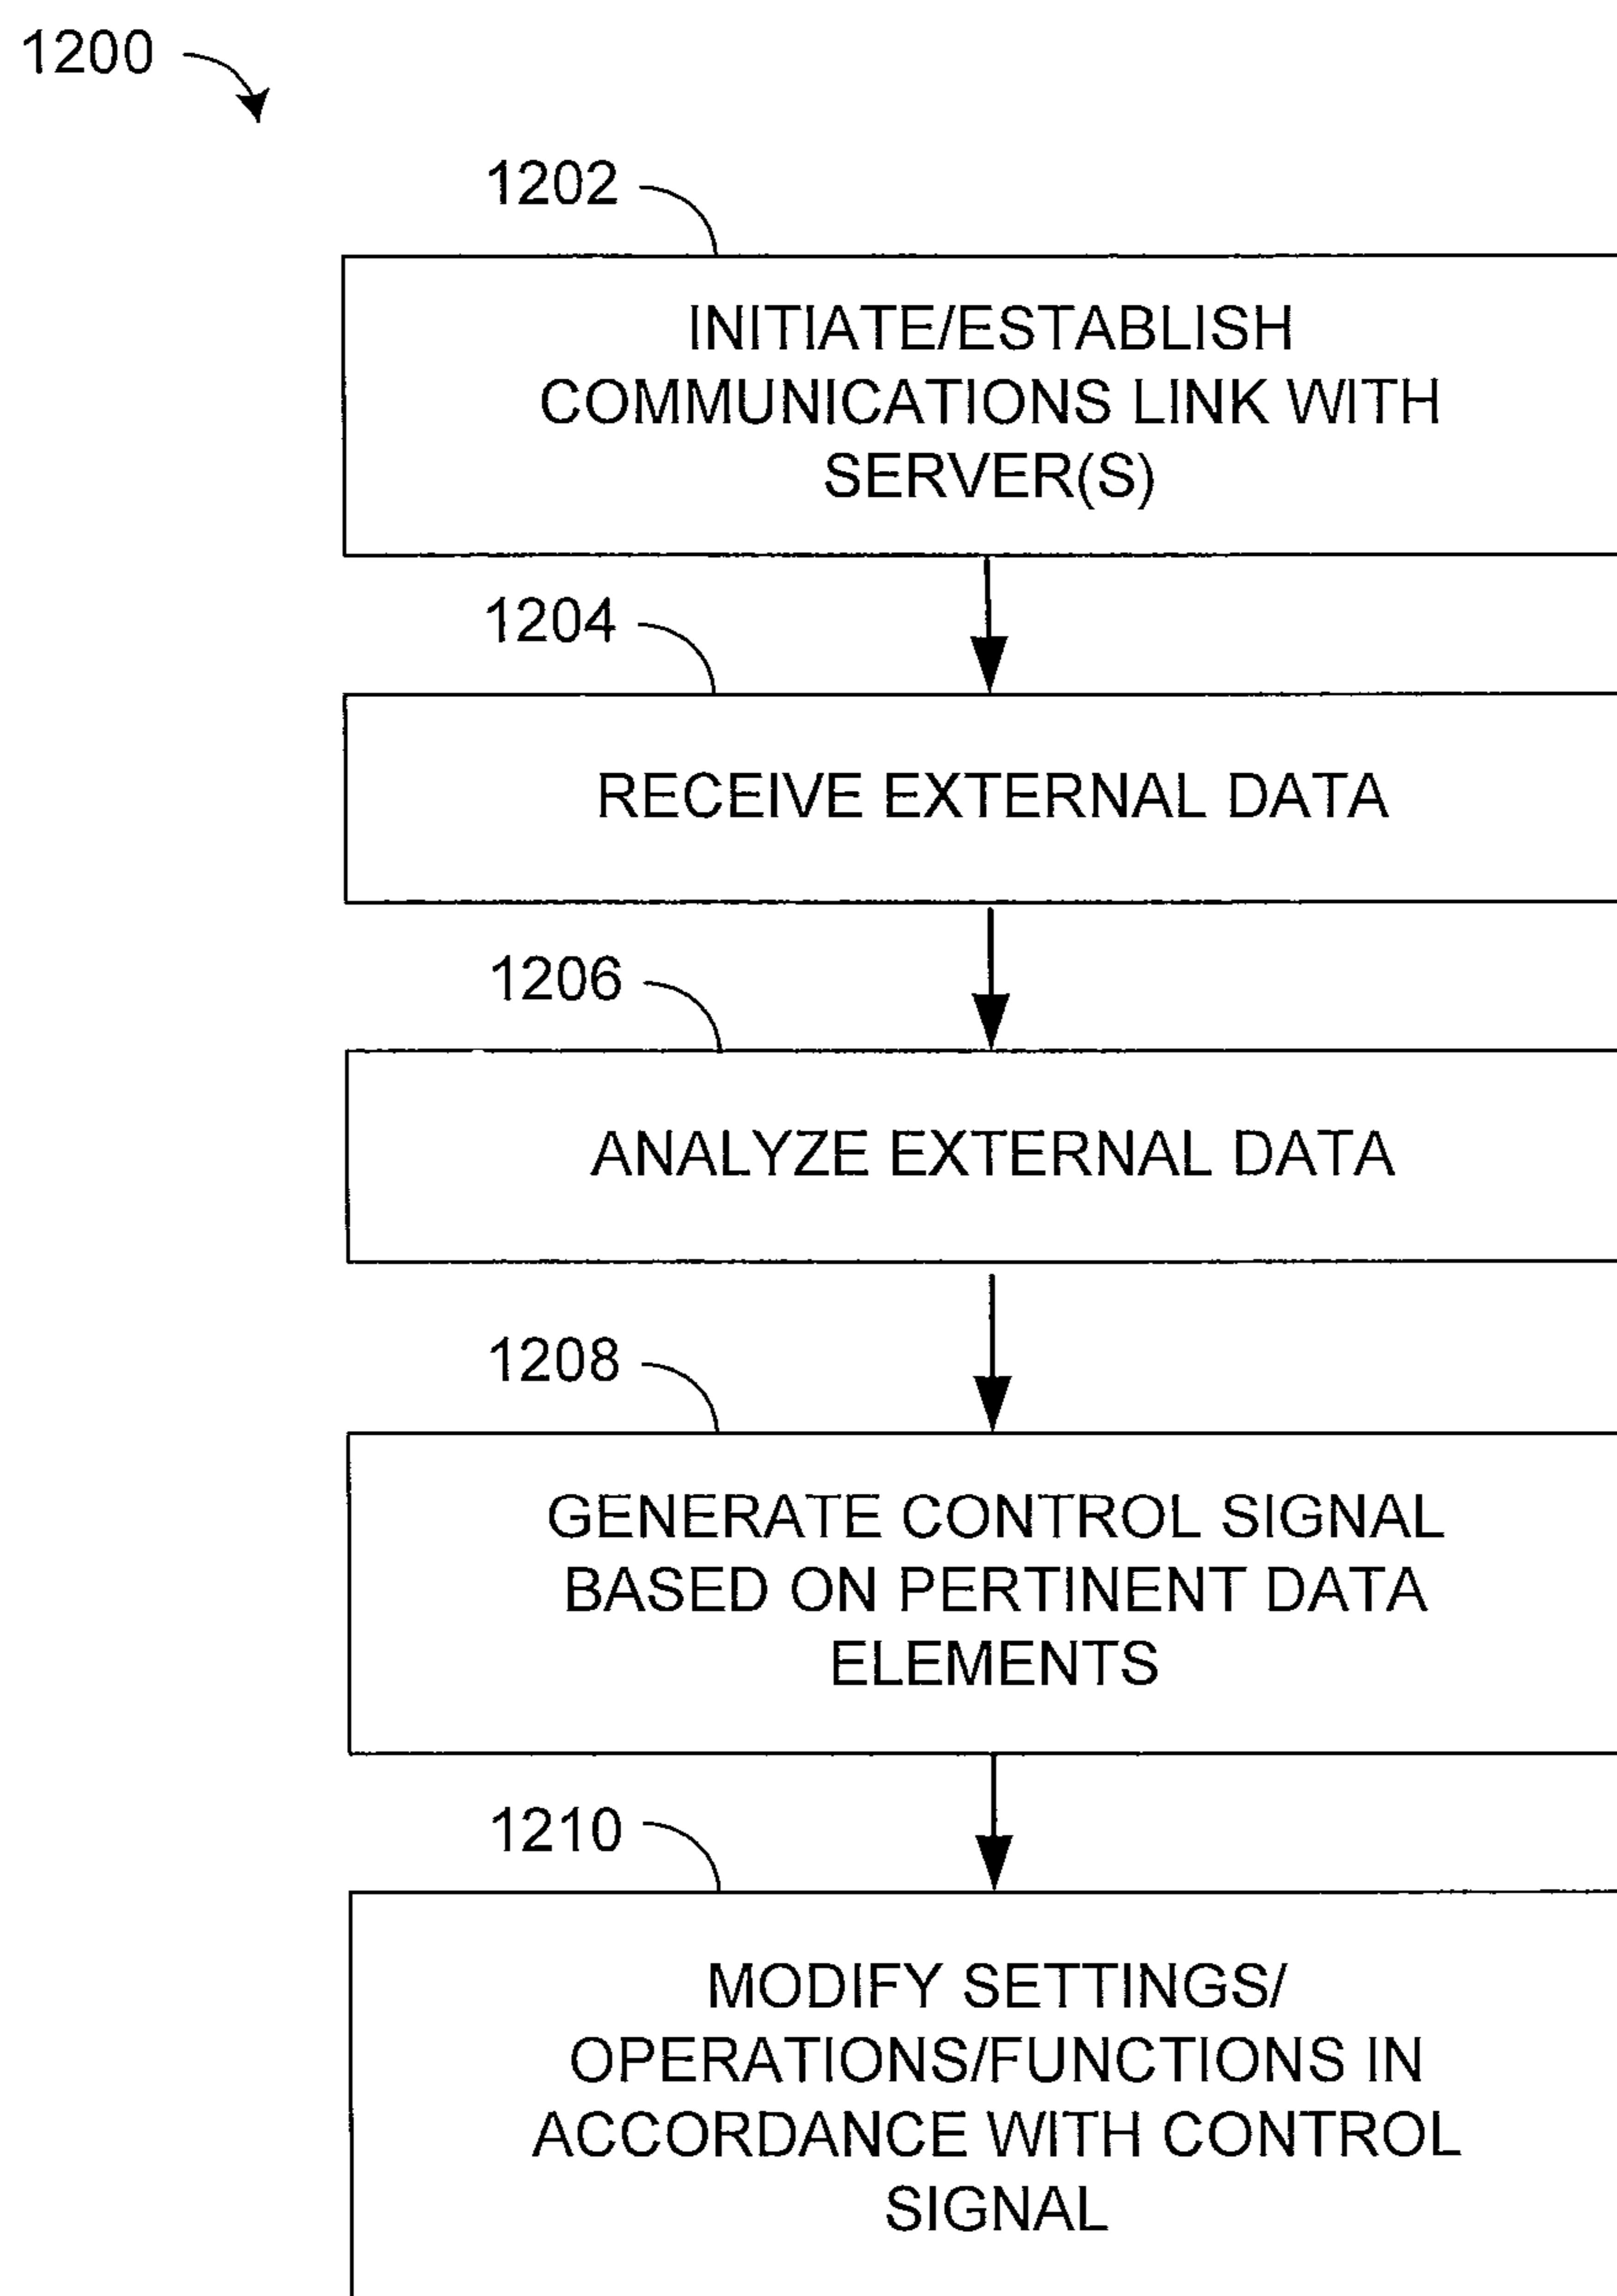 1200
1202
INITIATE/ESTABLISH
COMMUNICATIONS LINK WITH
SERVER(S)
1204
RECEIVE EXTERNAL DATA
1206
ANALYZE EXTERNAL DATA
1208
GENERATE CONTROL SIGNAL
BASED ON PERTINENT DATA
ELEMENTS
1210
MODIFY SETTINGS/
OPERATIONS/FUNCTIONS IN
ACCORDANCE WITH CONTROL
SIGNAL